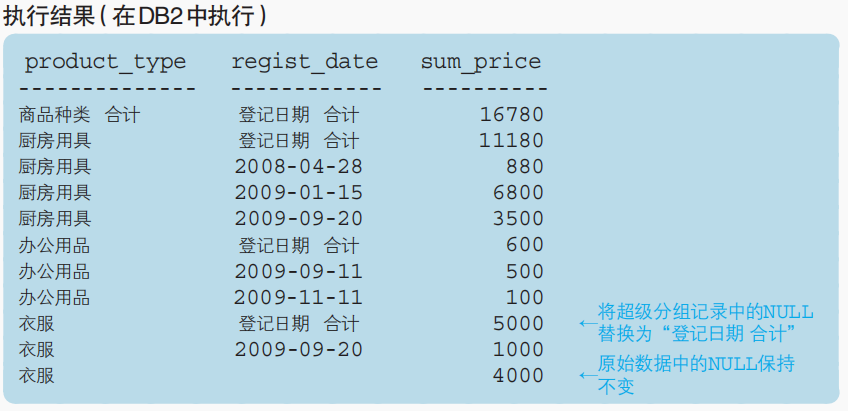 执行结果(在DB2中执行)
product_type regist_date sum_price
-------------- ------------ ----------
商品种类 合计 登记日期 合计 16780
厨房用具 登记日期 合计 11180
厨房用具 2008-04-28 880
厨房用具 2009-01-15 6800
厨房用具 2009-09-20 3500
办公用品 登记日期 合计 600
办公用品 2009-09-11 500
办公用品 2009-11-11 100
衣服 登记日期 合计 5000 ←将超级分组记录中的NULL
替换为“登记日期 合计”
衣服 2009-09-20 1000
衣服 4000 ←原始数据中的NULL保持
不变